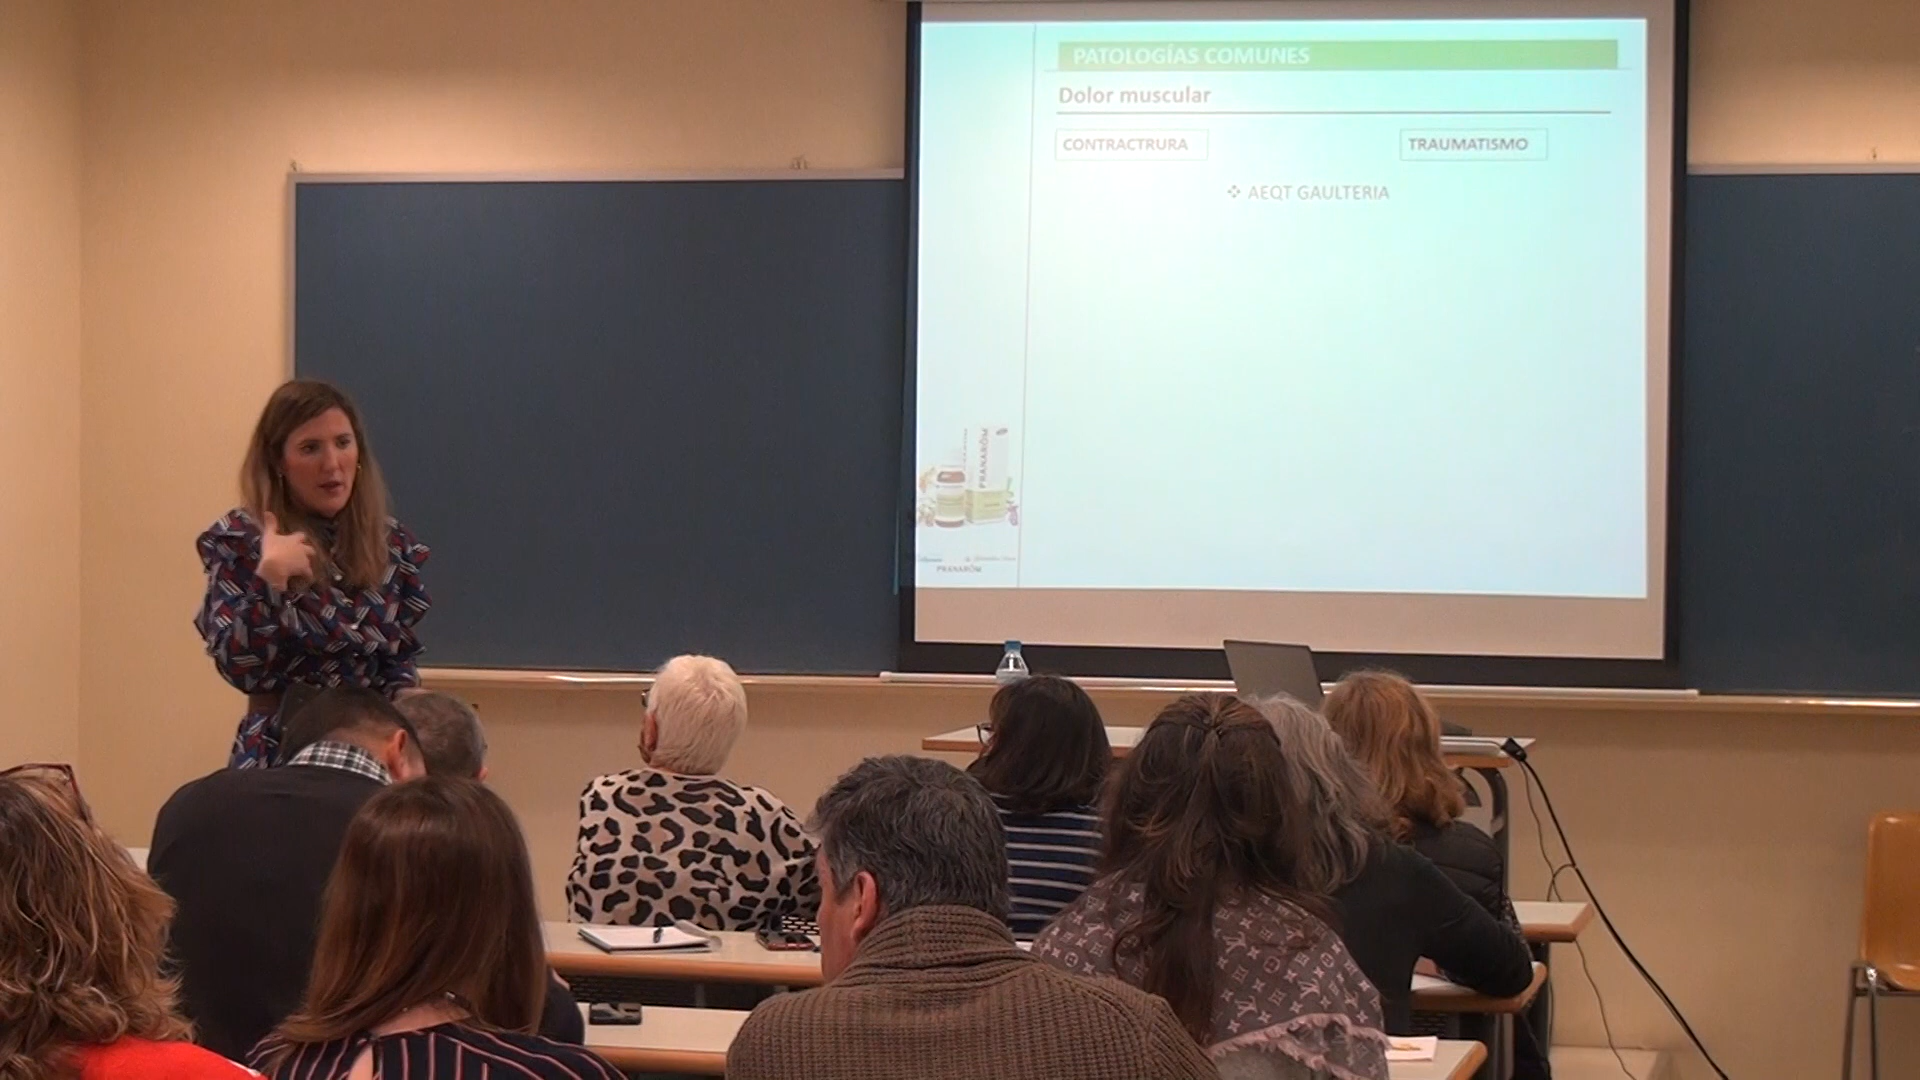 PATOLOGÍAS COMUNES
Dolor muscular
CONTRACTRURA
TRAUMATISMO
❖ AEQT GAULTERIA
PRANARÔM
PRANARÔM